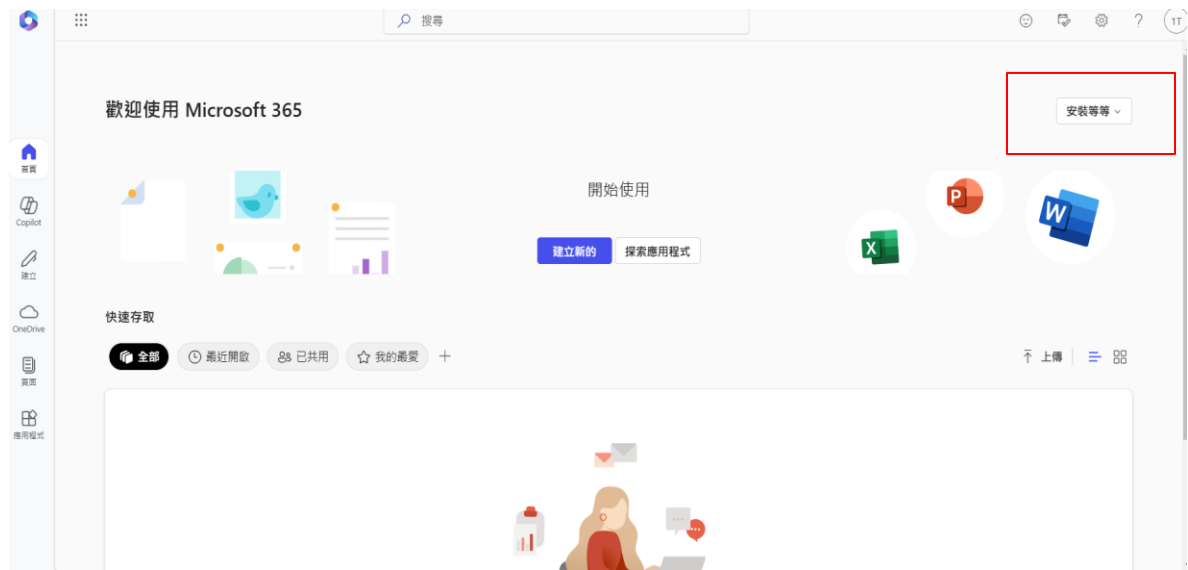 搜尋
?
1T
歡迎使用 Microsoft 365
安裝等等
首頁
Copilot
建立
OneDrive
頁面
應用程式
開始使用
P
W
X
建立新的
探索應用程式
快速存取
全部
最近開啟
已共用
我的最愛
上傳